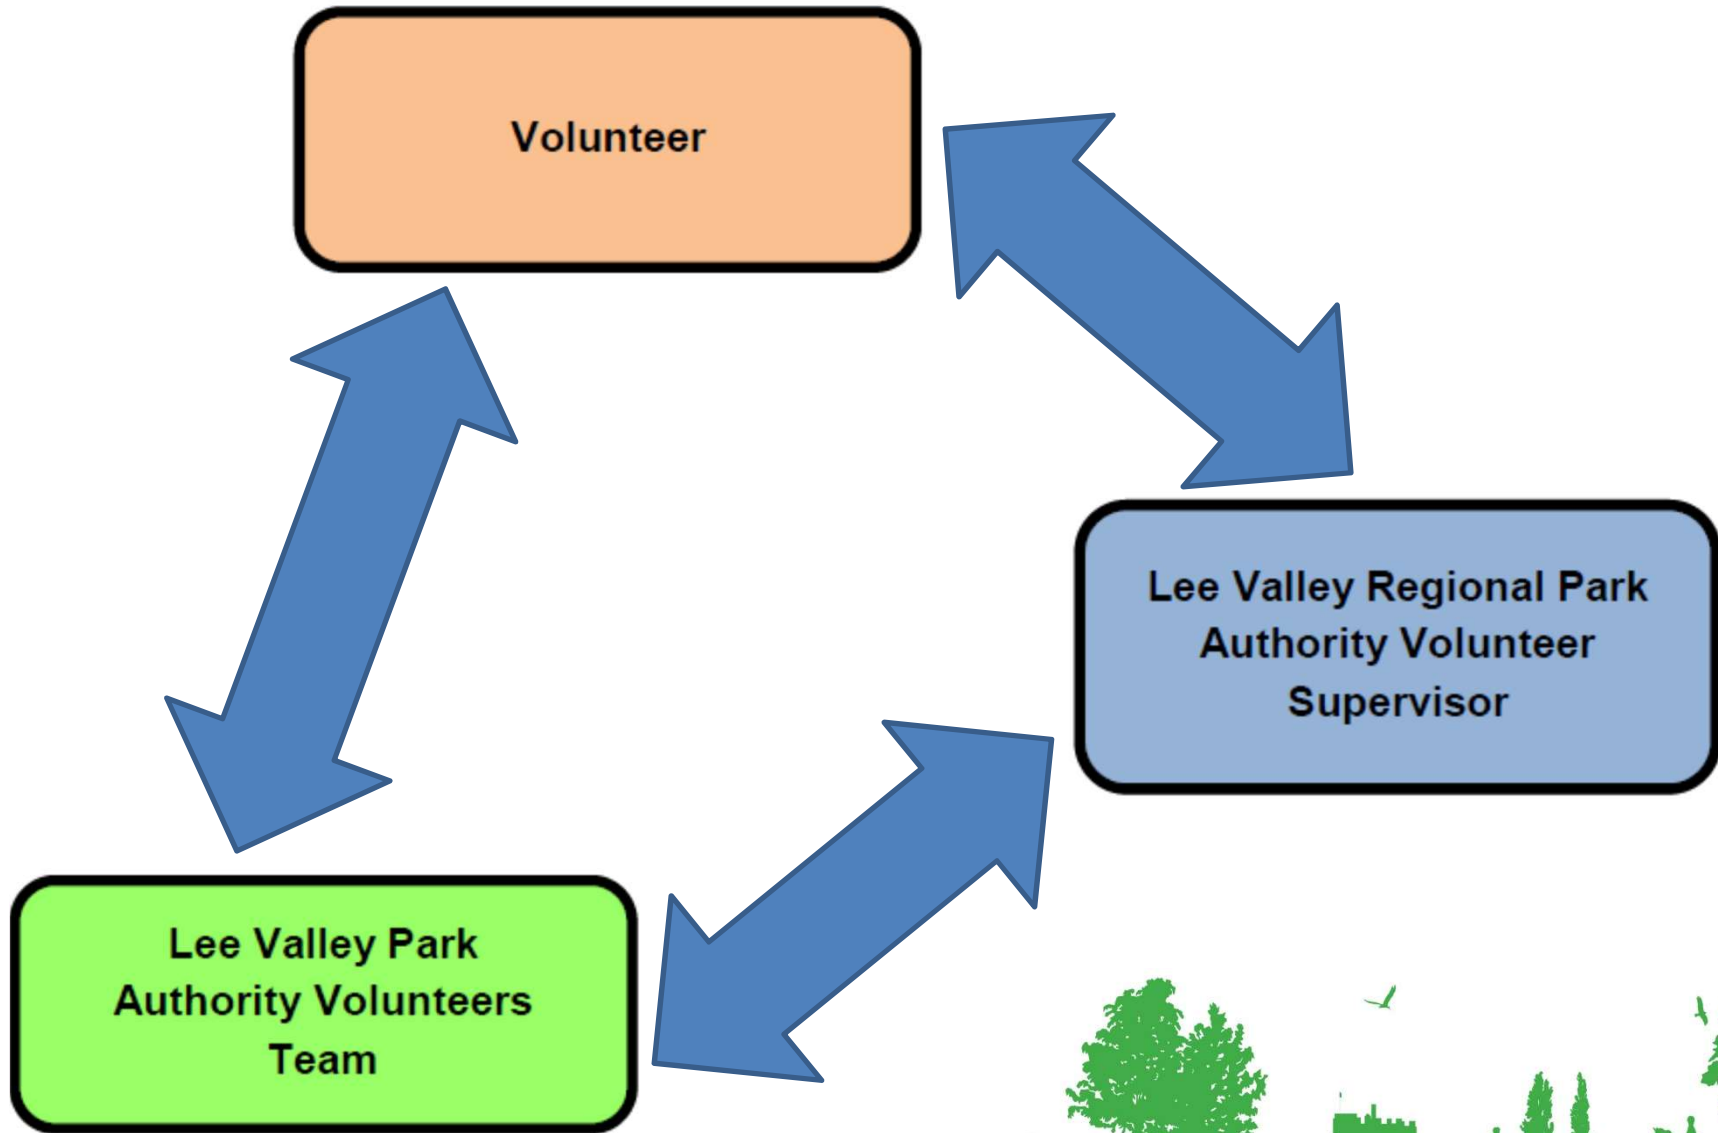 Volunteer
Lee Valley Regional Park
Authority Volunteer
Supervisor
Lee Valley Park
Authority Volunteers
Team